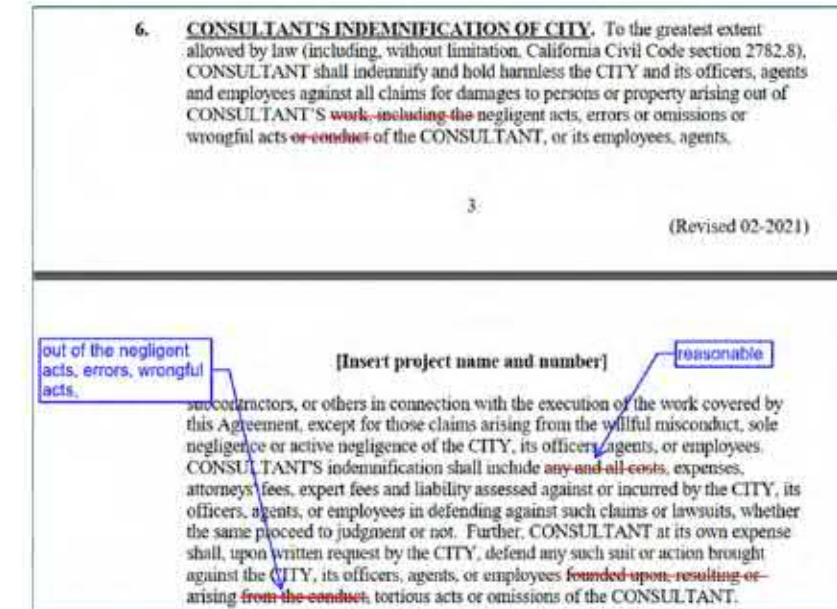 6. CONSULTANT'S INDEMNIFICATION OF CITY. To the greatest extent
allowed by law (including, without limitation, California Civil Code section 2782.8),
CONSULTANT shall indemnify and hold harmless the CITY and its officers, agents
and employees against all claims for damages to persons or property arising out of
CONSULTANT'S work, including the negligent acts, errors or omissions or
wrongful acts or conduct of the CONSULTANT, or its employees, agents,
3
(Revised 02-2021)
out of the negligent
acts, errors, wrongful
acts,
[Insert project name and number]
reasonable
subcontractors, or others in connection with the execution of the work covered by
this Agreement, except for those claims arising from the willful misconduct, sole
negligence or active negligence of the CITY, its officers, agents, or employees.
CONSULTANT'S indemnification shall include any and all costs, expenses,
attorneys' fees, expert fees and liability assessed against or incurred by the CITY, its
officers, agents, or employees in defending against such claims or lawsuits, whether
the same proceed to judgment or not. Further, CONSULTANT at its own expense
shall, upon written request by the CITY, defend any such suit or action brought
against the CITY, its officers, agents, or employees founded upon, resulting or
arising from the conduct, tortious acts or omissions of the CONSULTANT.